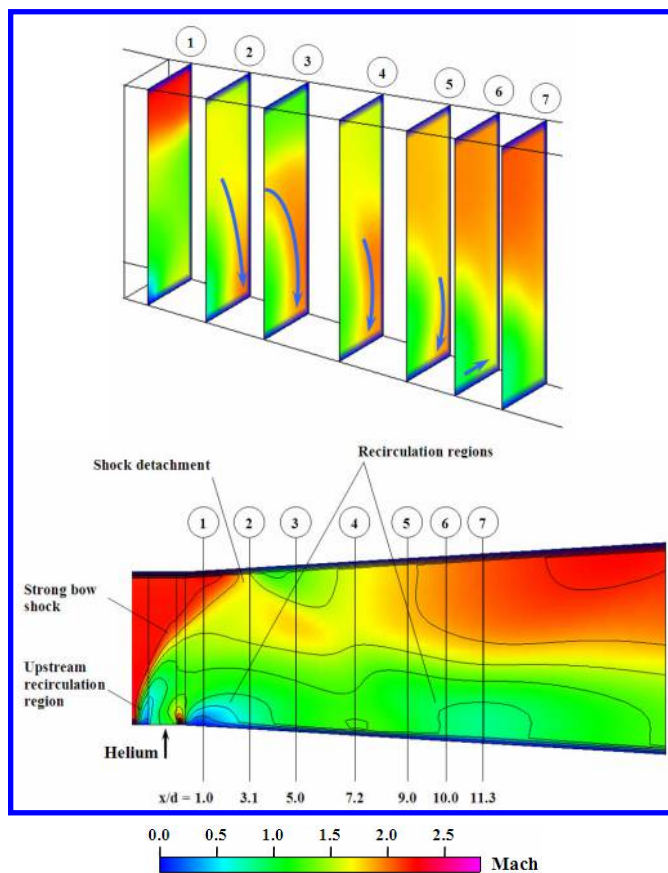 1 2 3 4 5 6 7
Shock detachment
Recirculation regions
1 2 3 4 5 6 7
Strong bow
shock
Upstream
recirculation
region
Helium
x/d = 1.0 3.1 5.0 7.2 9.0 10.0 11.3
0.0 0.5 1.0 1.5 2.0 2.5
Mach